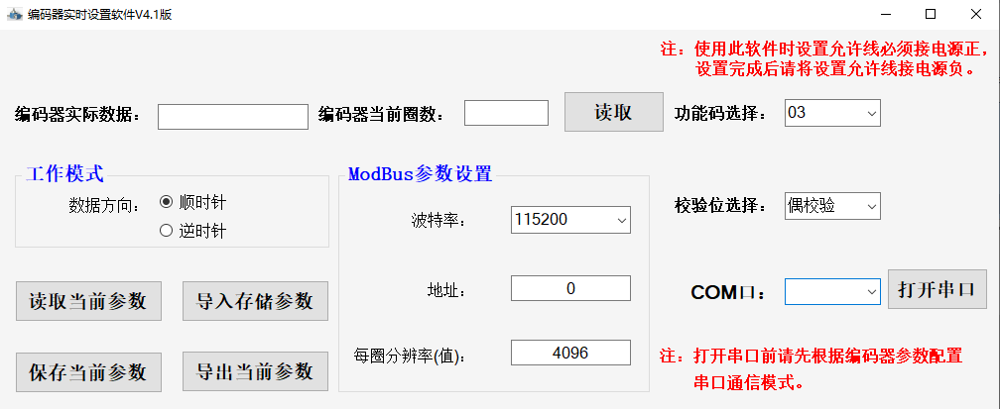 编码器实时设置软件V4.1版
注：使用此软件时设置允许线必须接电源正，
设置完成后请将设置允许线接电源负。
编码器实际数据：
编码器当前圈数：
读取
功能码选择：
03
工作模式
数据方向：
顺时针
逆时针
ModBus参数设置
波特率：
115200
地址：
0
每圈分辨率(值)：
4096
校验位选择：
偶校验
读取当前参数
导入存储参数
COM口：
打开串口
保存当前参数
导出当前参数
注：打开串口前请先根据编码器参数配置
串口通信模式。